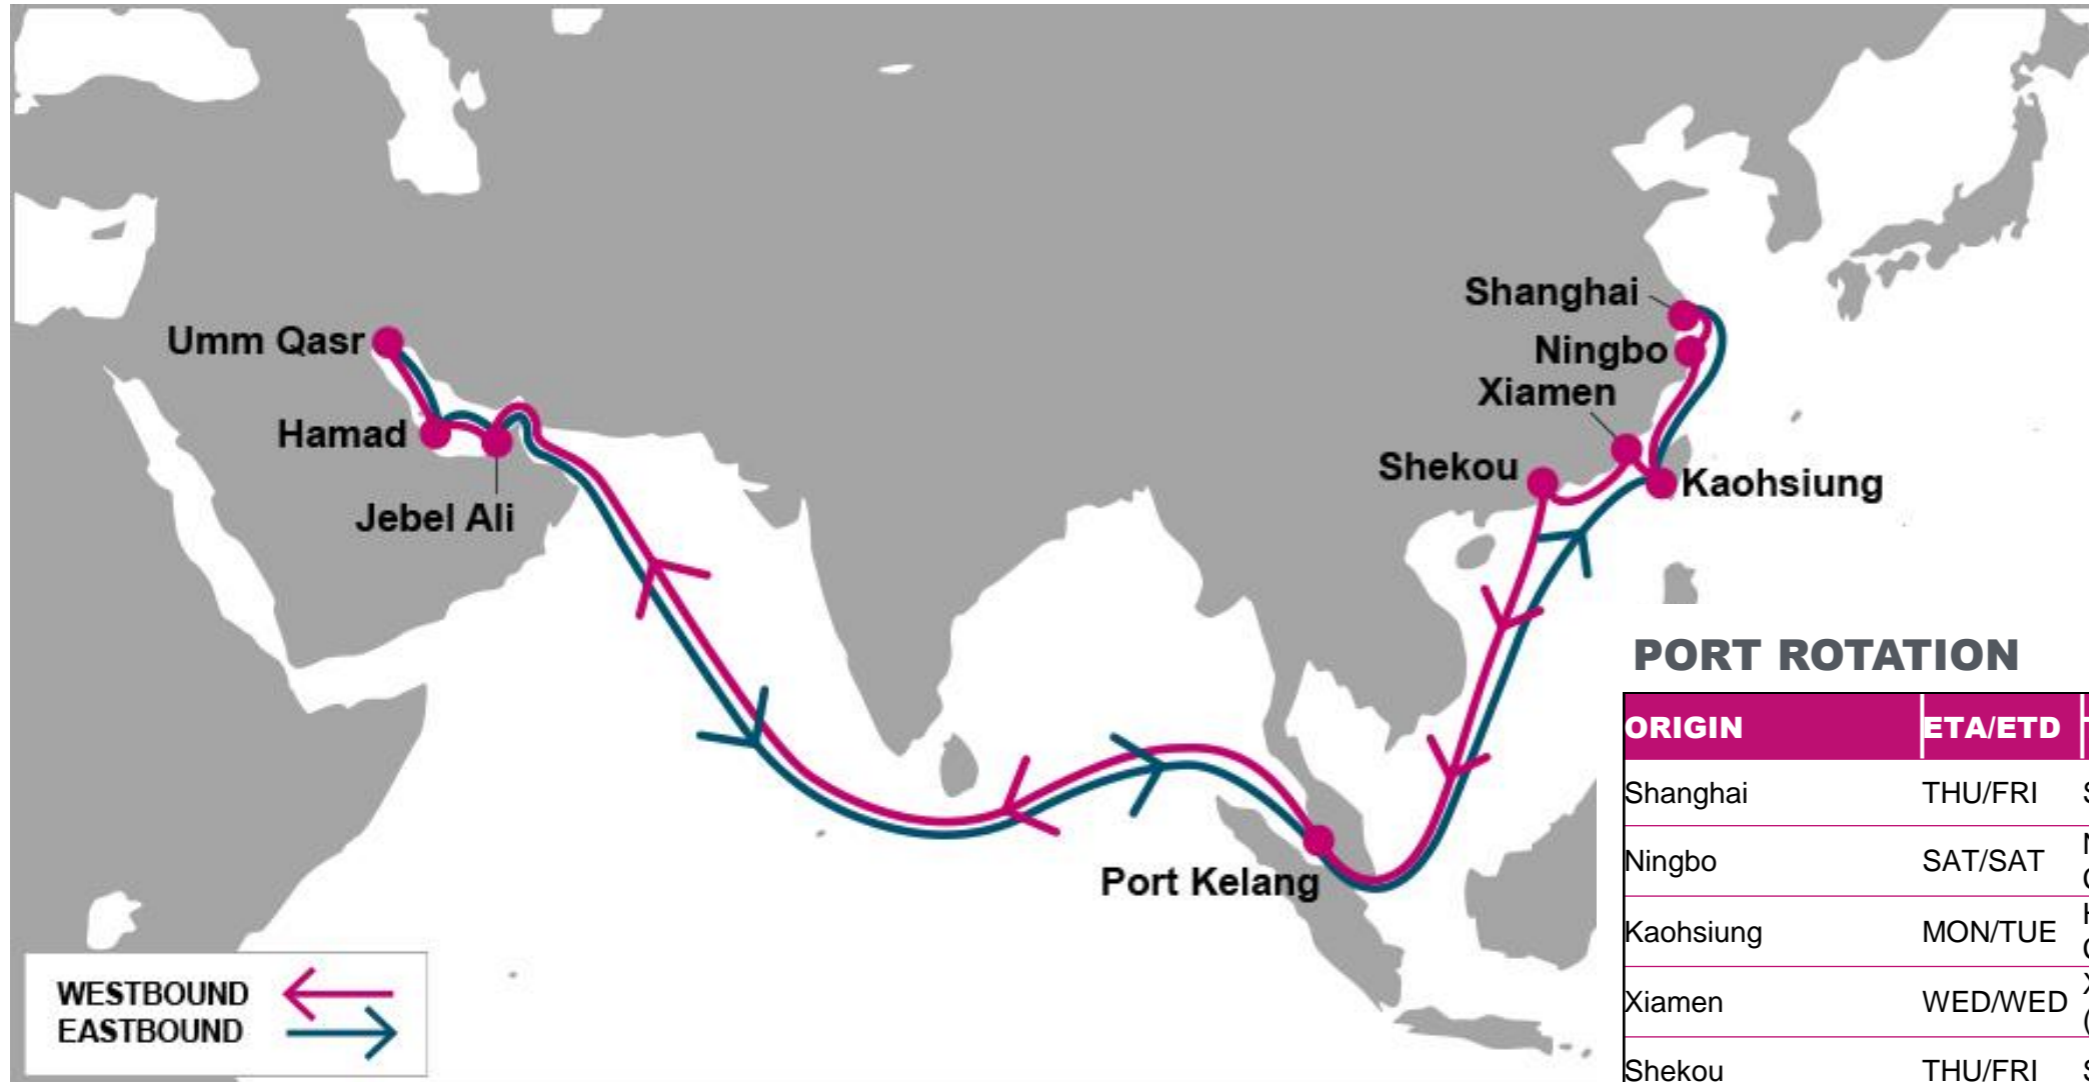 Shanghai
Ningbo
Xiamen
Shekou
Kaohsiung
Umm Qasr
Hamad
Jebel Ali
Port Kelang
WESTBOUND
EASTBOUND
PORT ROTATION
ORIGIN ETA/ETD
Shanghai THU/FRI
Ningbo SAT/SAT
Kaohsiung MON/TUE
Xiamen WED/WED
Shekou THU/FRI